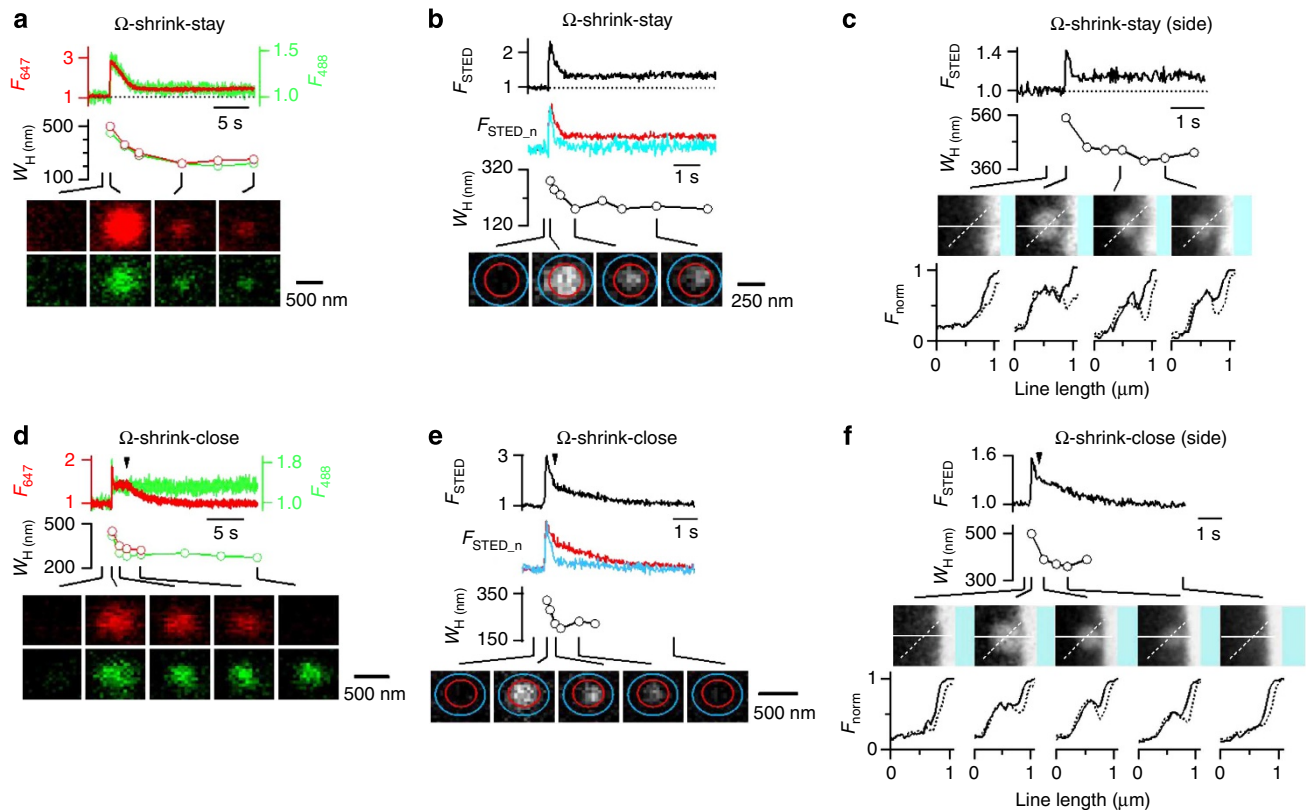 a
Ω-shrink-stay
F647
3
1
1.5
1.0
F488
5 s
WH (nm)
500
100
500 nm
b
Ω-shrink-stay
FSTED
2
1
FSTED_n
1 s
WH (nm)
320
120
250 nm
c
Ω-shrink-stay (side)
FSTED
1.4
1.0
1 s
WH (nm)
560
360
Fnorm
1
0
0 1 0 1 0 1 0 1
Line length (μm)
d
Ω-shrink-close
F647
2
1
1.8
1.0
F488
5 s
WH (nm)
500
200
500 nm
e
Ω-shrink-close
FSTED
3
1
1 s
FSTED_n
WH (nm)
350
150
500 nm
f
Ω-shrink-close (side)
FSTED
1.6
1.0
1 s
WH (nm)
500
300
Fnorm
1
0
0 1 0 1 0 1 0 1 0 1
Line length (μm)